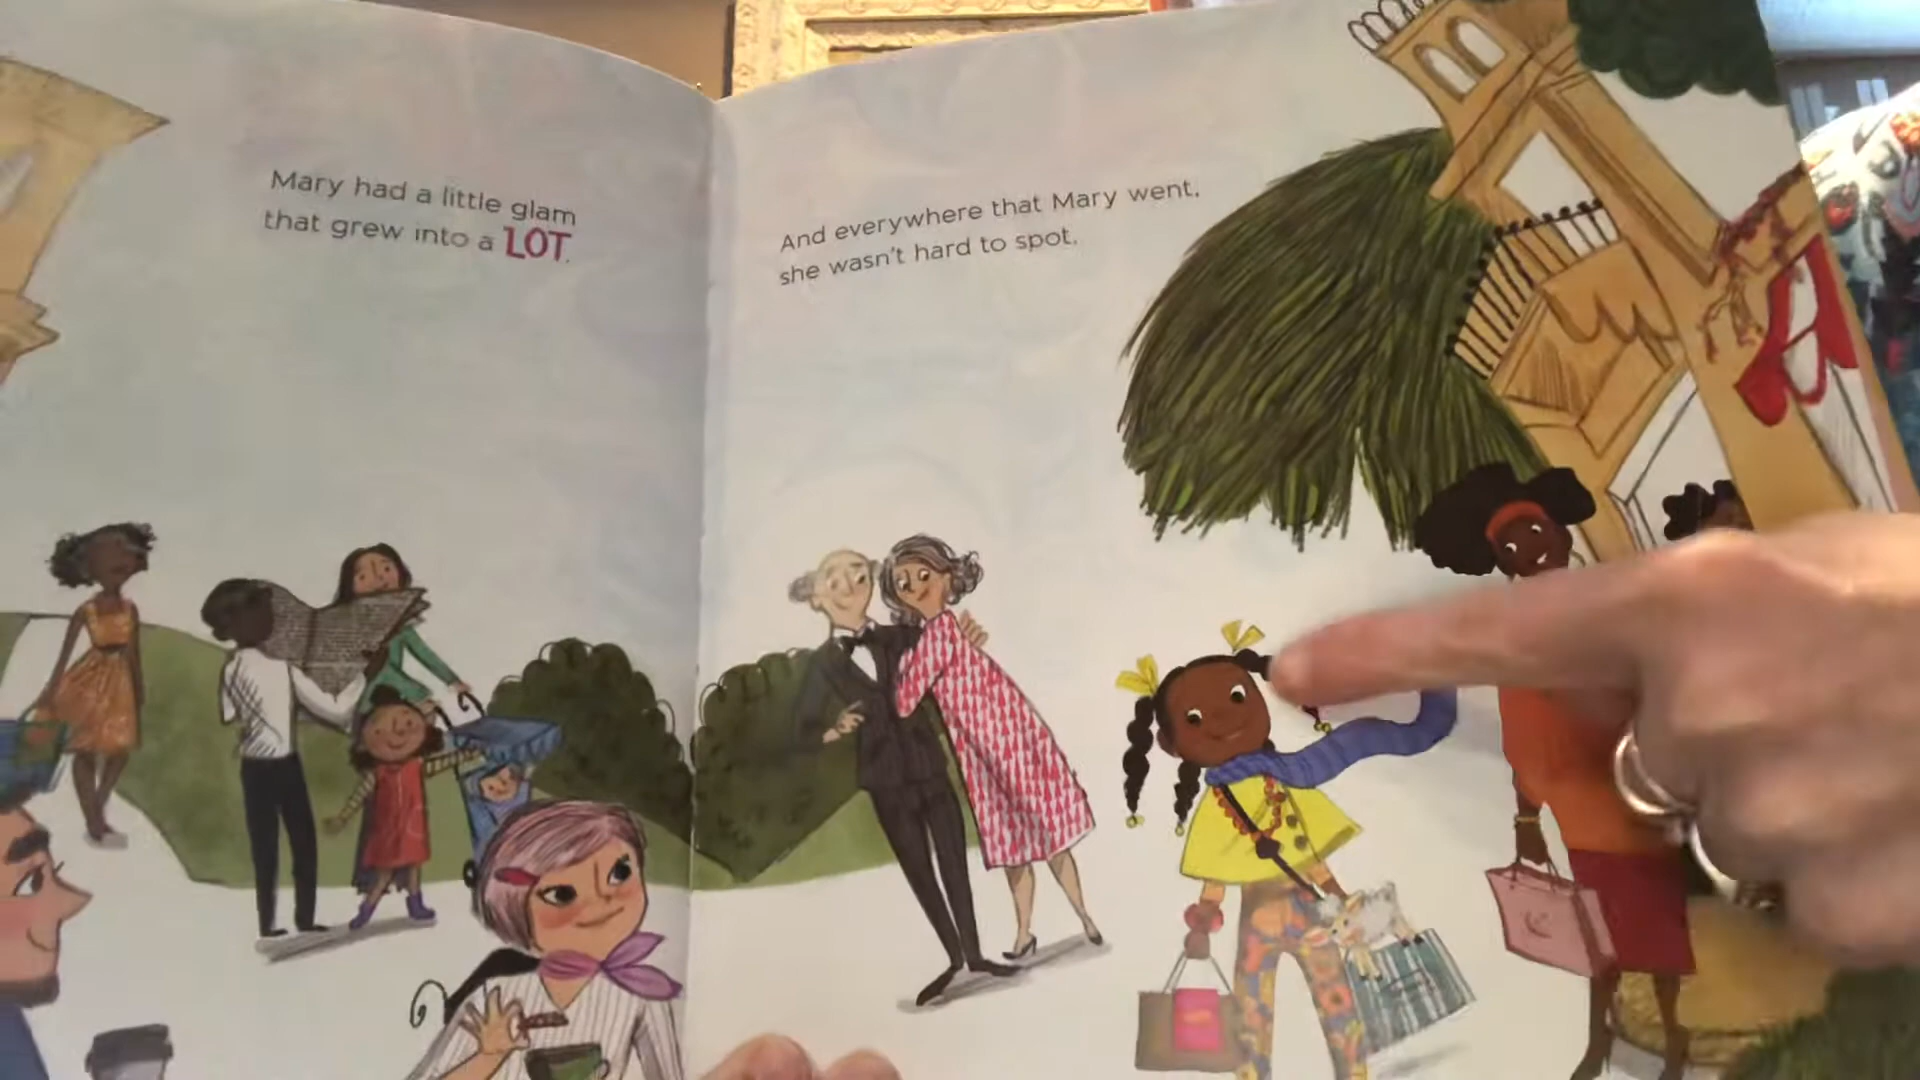 Mary had a little glam
that grew into a LOT.
And everywhere that Mary went,
she wasn't hard to spot.